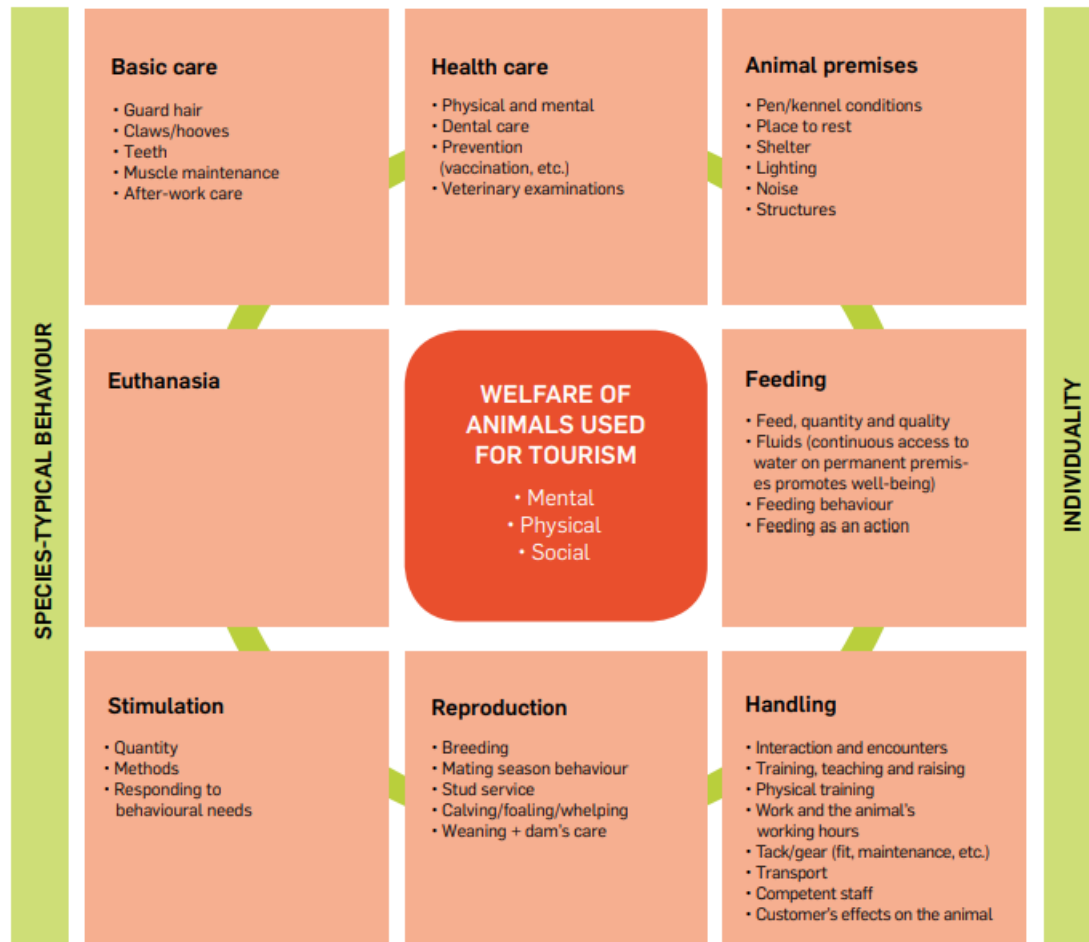 SPECIES-TYPICAL BEHAVIOUR
Basic care
• Guard hair
• Claws/hooves
• Teeth
• Muscle maintenance
• After-work care
Health care
• Physical and mental
• Dental care
• Prevention
(vaccination, etc.)
• Veterinary examinations
Animal premises
• Pen/kennel conditions
• Place to rest
• Shelter
• Lighting
• Noise
• Structures
Euthanasia
WELFARE OF
ANIMALS USED
FOR TOURISM
• Mental
• Physical
• Social
Feeding
• Feed, quantity and quality
• Fluids (continuous access to
water on permanent premis-
es promotes well-being)
• Feeding behaviour
• Feeding as an action
Stimulation
• Quantity
• Methods
• Responding to
behavioural needs
Reproduction
• Breeding
• Mating season behaviour
• Stud service
• Calving/foaling/whelping
• Weaning + dam's care
Handling
• Interaction and encounters
• Training, teaching and raising
• Physical training
• Work and the animal's
working hours
• Tack/gear (fit, maintenance, etc.)
• Transport
• Competent staff
• Customer's effects on the animal
INDIVIDUALITY